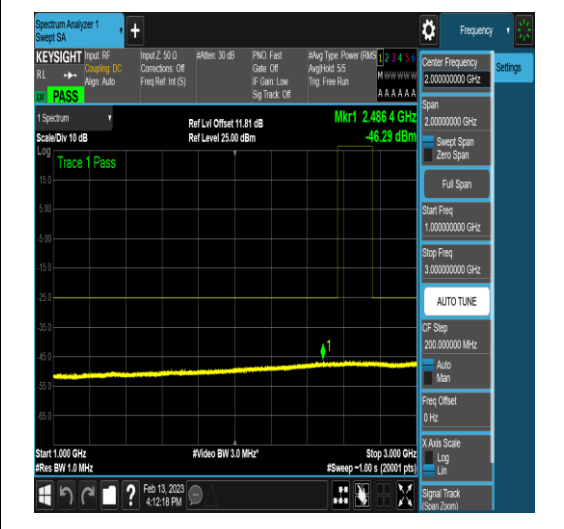 Spectrum Analyzer 1
Swept SA
+
Frequency
KEYSIGHT
RL
PASS
Input: RF
Coupling: DC
Align: Auto
Input Z: 50 Ω
Corrections: Off
Freq Ref: Int (S)
#Atten: 30 dB
PNO: Fast
Gate: Off
IF Gain: Low
Sig Track: Off
#Avg Type: Power (RMS
Avg|Hold: 5/5
Trig: Free Run
1 2 3 4 5 6
M W W W W W
A A A A A A
Center Frequency
2.000000000 GHz
Settings
Span
2.00000000 GHz
Swept Span
Zero Span
Full Span
Start Freq
1.000000000 GHz
Stop Freq
3.000000000 GHz
AUTO TUNE
CF Step
200.000000 MHz
Auto
Man
Freq Offset
0 Hz
X Axis Scale
Log
Lin
Signal Track
(Span Zoom)
1 Spectrum
Scale/Div 10 dB
Ref Lvl Offset 11.81 dB
Ref Level 25.00 dBm
Mkr1 2.486 4 GHz
-46.29 dBm
Log
Trace 1 Pass
15.0
5.00
-5.00
-15.0
-25.0
-35.0
-45.0
-55.0
-65.0
1
Start 1.000 GHz
#Res BW 1.0 MHz
#Video BW 3.0 MHz*
Stop 3.000 GHz
#Sweep ~1.00 s (20001 pts)
?
Feb 13, 2023
4:12:18 PM